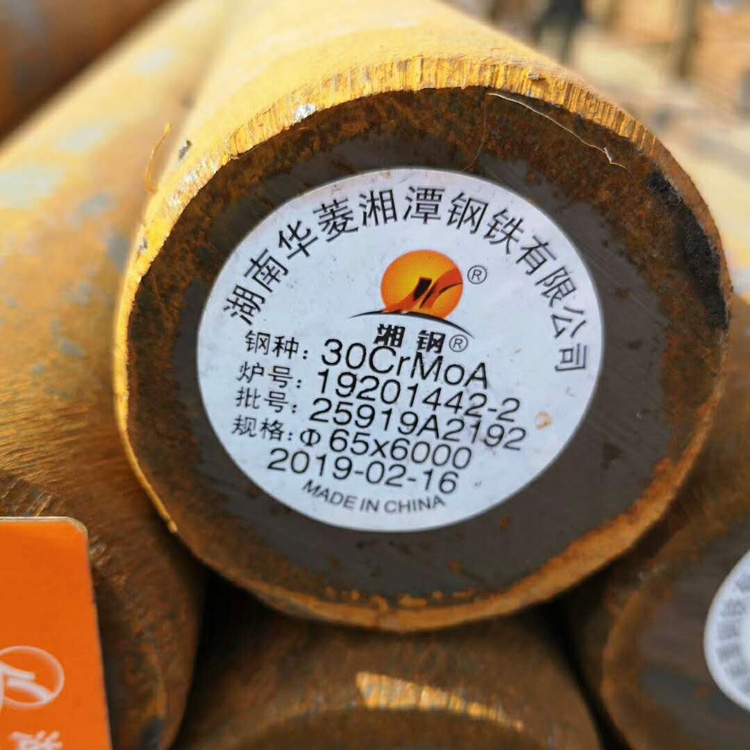 湖南华菱湘潭钢铁有限公司
®
湘钢®
钢种: 30CrMoA
炉号: 19201442-2
批号: 25919A2192
规格: Φ 65x6000
2019-02-16
MADE IN CHINA